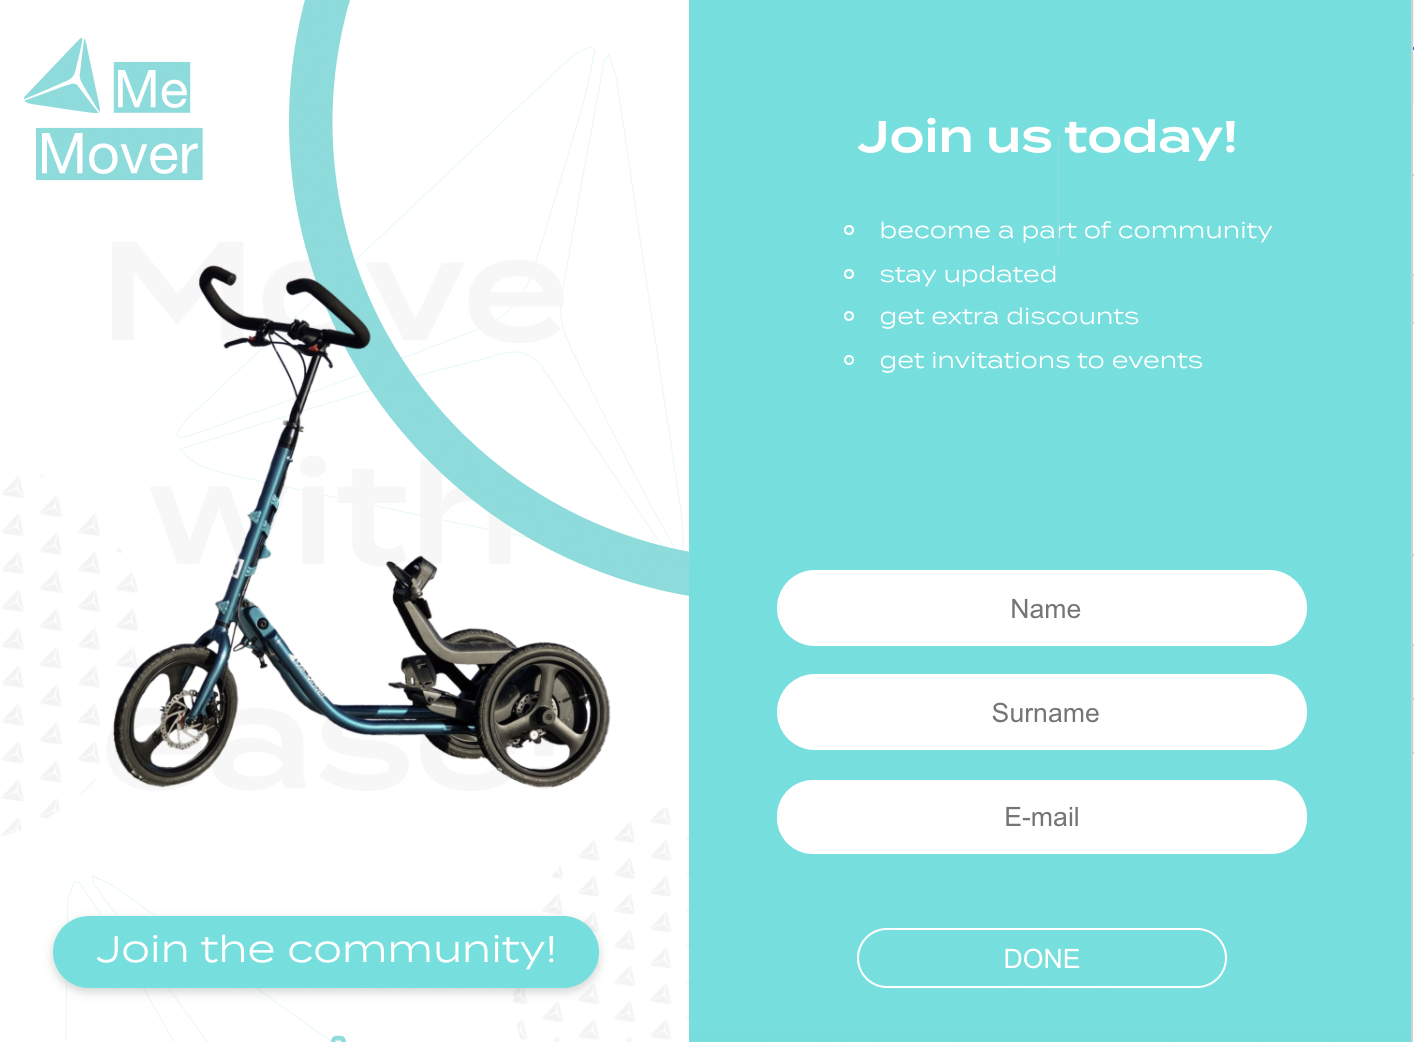 Me
Mover
Move
with
ease
Join the community!
Join us today!
become a part of community
stay updated
get extra discounts
get invitations to events
Name
Surname
E-mail
DONE